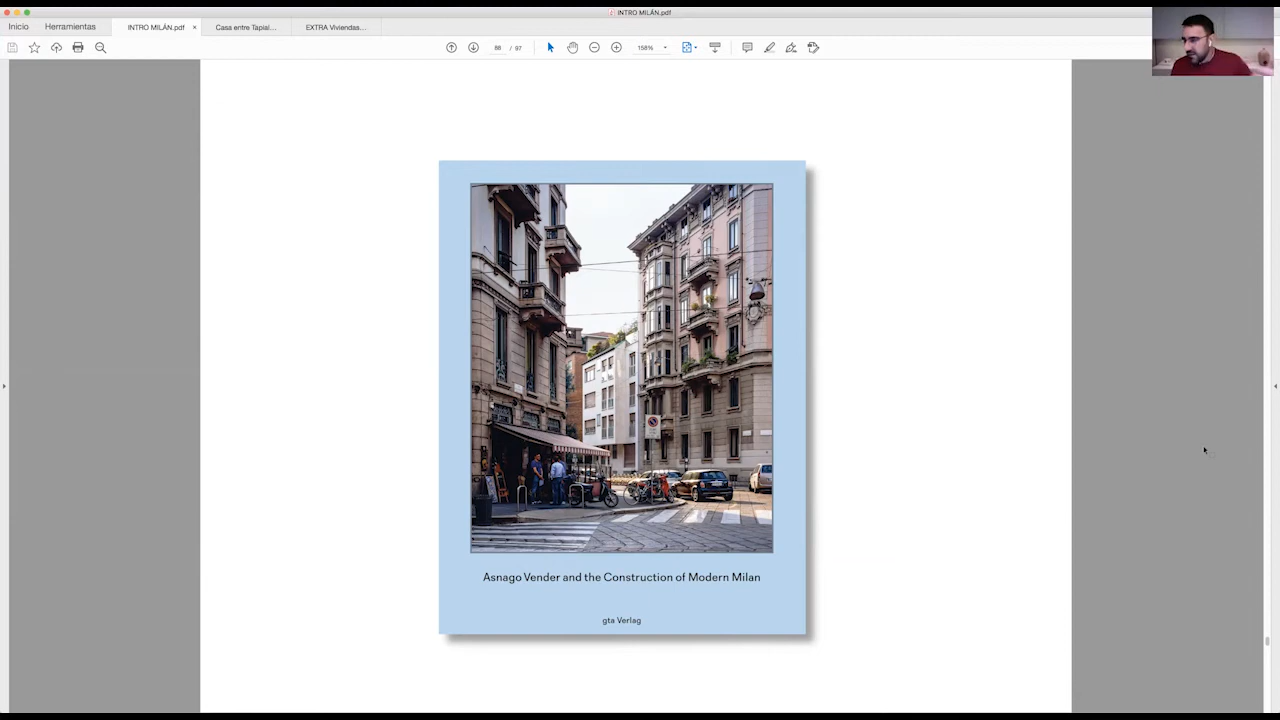 INTRO MILÁN.pdf
Inicio
Herramientas
INTRO MILÁN.pdf ×
Casa entre Tapial...
EXTRA Viviendas...
88 / 97
158%
Asnago Vender and the Construction of Modern Milan
gta Verlag